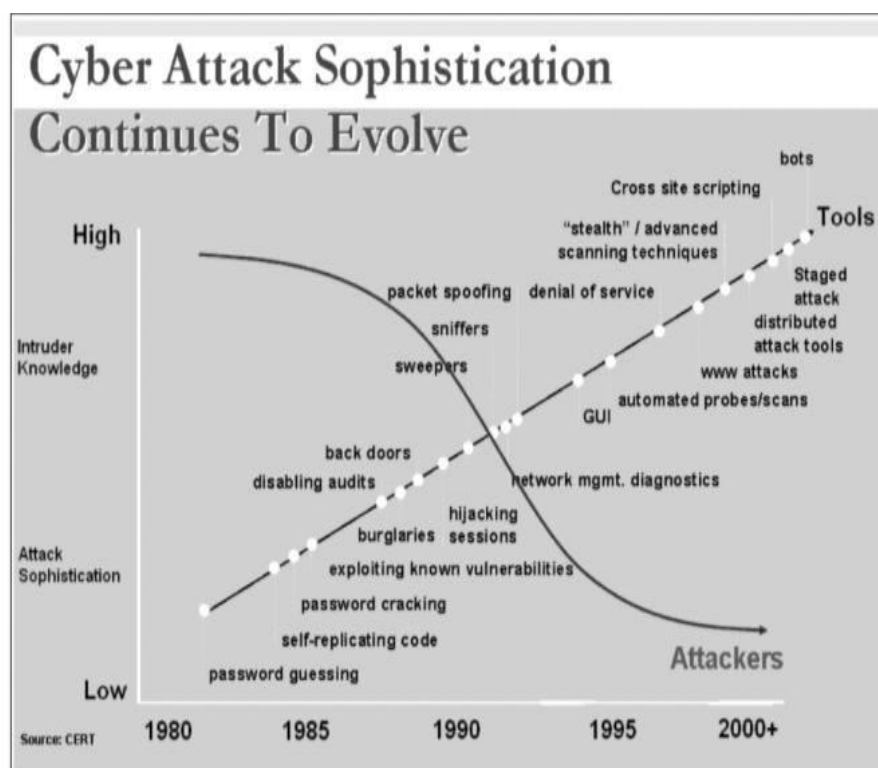 Cyber Attack Sophistication
Continues To Evolve
bots
Cross site scripting
Tools
High
"stealth" / advanced
scanning techniques
packet spoofing
denial of service
Staged
attack
sniffers
distributed
attack tools
Intruder
Knowledge
sweepers
www attacks
automated probes/scans
GUI
back doors
disabling audits
network mgmt. diagnostics
hijacking
sessions
burglaries
Attack
Sophistication
exploiting known vulnerabilities
password cracking
self-replicating code
Attackers
password guessing
Low
Source: CERT
1980
1985
1990
1995
2000+